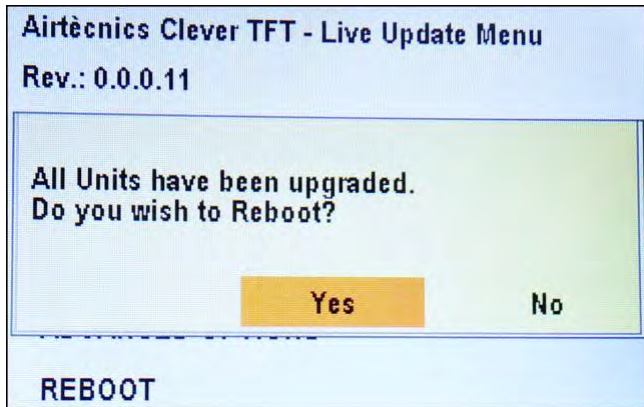 Airtècnics Clever TFT - Live Update Menu
Rev.: 0.0.0.11
All Units have been upgraded.
Do you wish to Reboot?
Yes
No
REBOOT